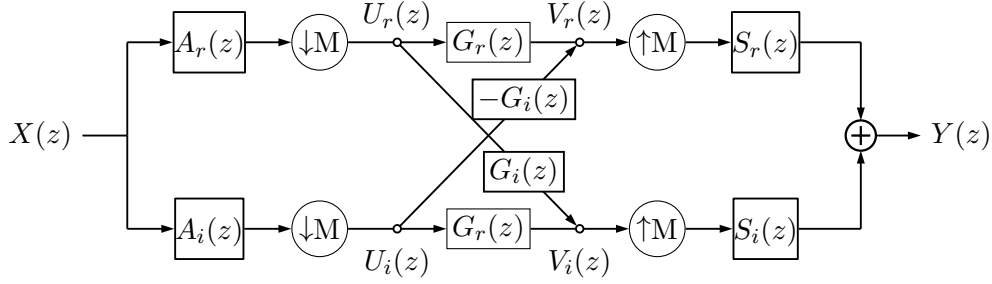 U_r(z) V_r(z)
A_r(z) ↓M G_r(z) ↑M S_r(z)
−G_i(z)
X(z) + Y(z)
G_i(z)
A_i(z) ↓M G_r(z) ↑M S_i(z)
U_i(z) V_i(z)